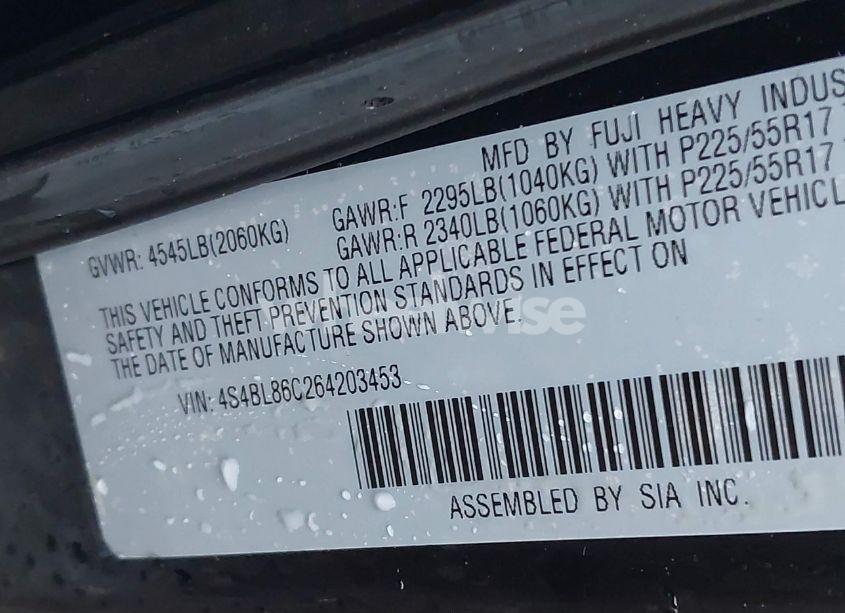 MFD BY FUJI HEAVY INDUS
GVWR: 4545LB(2060KG) GAWR:F 2295LB(1040KG) WITH P225/55R17
GAWR:R 2340LB(1060KG) WITH P225/55R17
THIS VEHICLE CONFORMS TO ALL APPLICABLE FEDERAL MOTOR VEHICL
SAFETY AND THEFT PREVENTION STANDARDS IN EFFECT ON
THE DATE OF MANUFACTURE SHOWN ABOVE.
VIN: 4S4BL86C264203453
ASSEMBLED BY SIA INC.